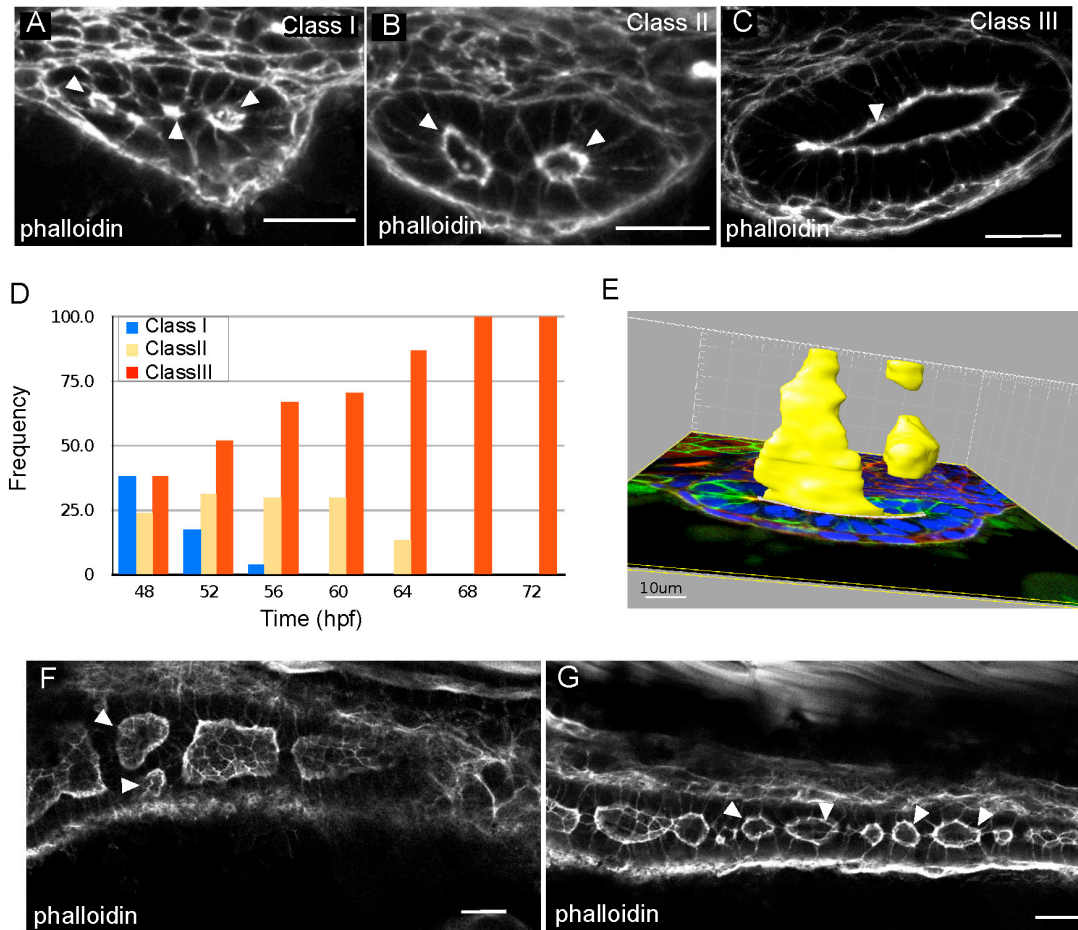 A
Class I
phalloidin
B
Class II
phalloidin
C
Class III
phalloidin
D
100.0
75.0
50.0
25.0
0
Frequency
Class I
ClassII
ClassIII
48 52 56 60 64 68 72
Time (hpf)
E
10um
F
phalloidin
G
phalloidin